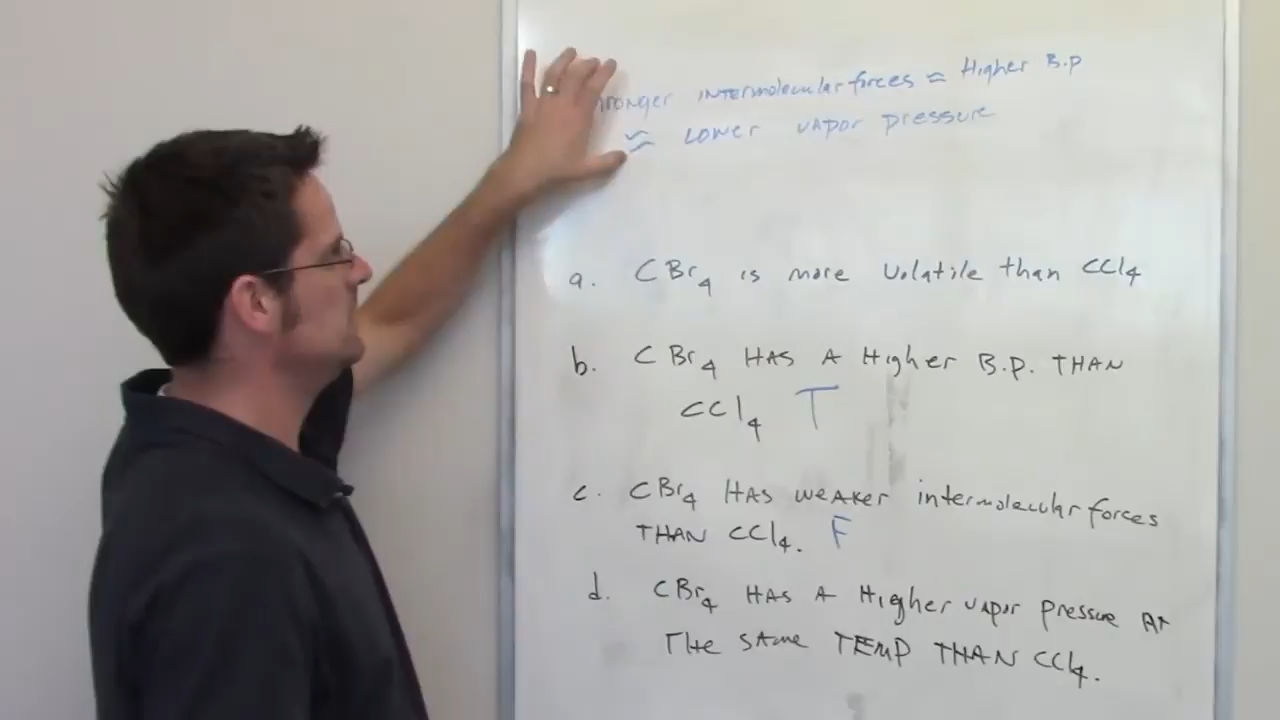 intermolecular forces ≈ Higher B.P
≈ LOWER vapor pressure
a. CBr4 is more volatile than CCl4
b. CBr4 HAS A Higher B.P. THAN
CCl4 T
c. CBr4 HAS weaker intermolecular forces
THAN CCl4. F
d. CBr4 HAS A Higher vapor pressure AT
THE SAME TEMP THAN CCl4.